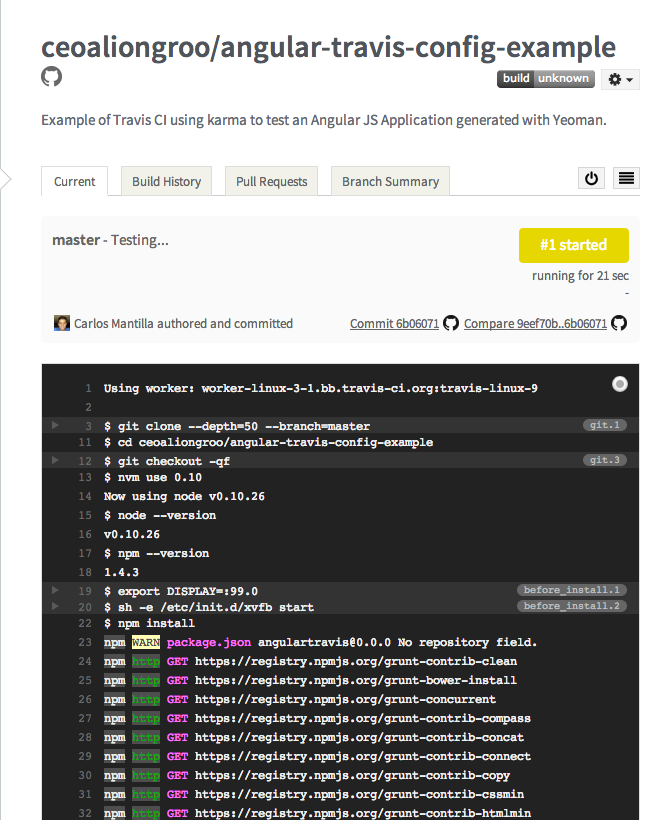 ceoaliongroo/angular-travis-config-example
build unknown
Example of Travis CI using karma to test an Angular JS Application generated with Yeoman.
Current Build History Pull Requests Branch Summary
master - Testing...
#1 started
running for 21 sec
-
Carlos Mantilla authored and committed Commit 6b06071 Compare 9eef70b..6b06071
1 Using worker: worker-linux-3-1.bb.travis-ci.org:travis-linux-9
2
3 $ git clone --depth=50 --branch=master git.1
11 $ cd ceoaliongroo/angular-travis-config-example
12 $ git checkout -qf git.3
13 $ nvm use 0.10
14 Now using node v0.10.26
15 $ node --version
16 v0.10.26
17 $ npm --version
18 1.4.3
19 $ export DISPLAY=:99.0 before_install.1
20 $ sh -e /etc/init.d/xvfb start before_install.2
22 $ npm install
23 npm WARN package.json angulartravis@0.0.0 No repository field.
24 npm http GET https://registry.npmjs.org/grunt-contrib-clean
25 npm http GET https://registry.npmjs.org/grunt-bower-install
26 npm http GET https://registry.npmjs.org/grunt-concurrent
27 npm http GET https://registry.npmjs.org/grunt-contrib-compass
28 npm http GET https://registry.npmjs.org/grunt-contrib-concat
29 npm http GET https://registry.npmjs.org/grunt-contrib-connect
30 npm http GET https://registry.npmjs.org/grunt-contrib-copy
31 npm http GET https://registry.npmjs.org/grunt-contrib-cssmin
32 npm http GET https://registry.npmjs.org/grunt-contrib-htmlmin